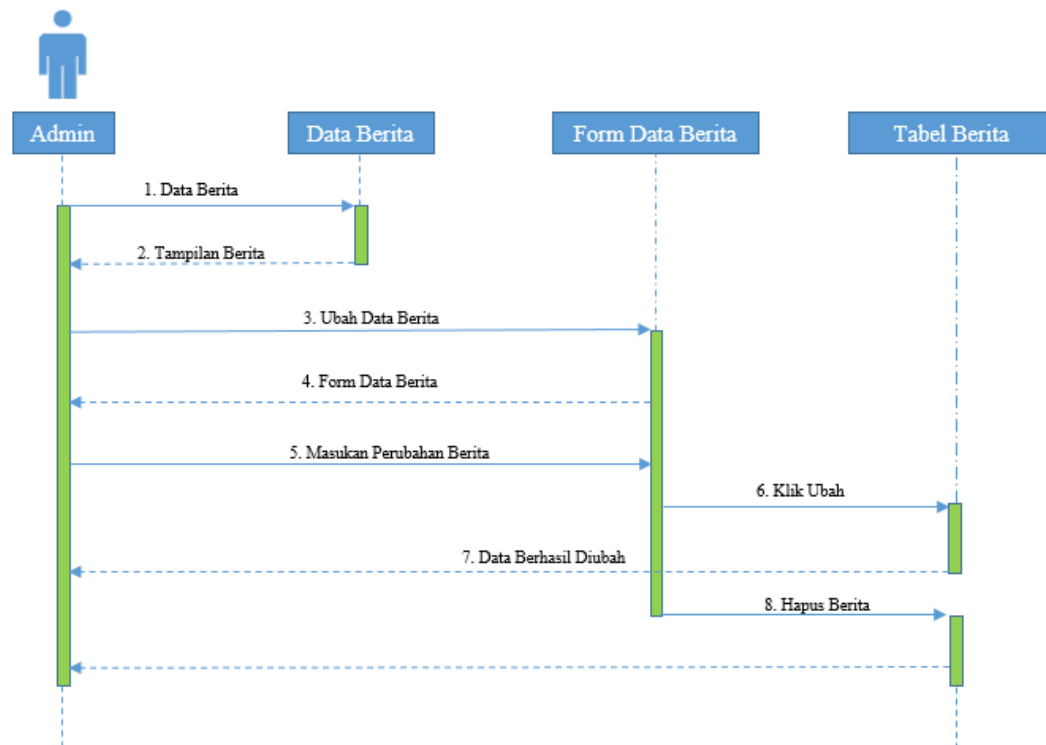 Admin
Data Berita
Form Data Berita
Tabel Berita
1. Data Berita
2. Tampilan Berita
3. Ubah Data Berita
4. Form Data Berita
5. Masukan Perubahan Berita
6. Klik Ubah
7. Data Berhasil Diubah
8. Hapus Berita